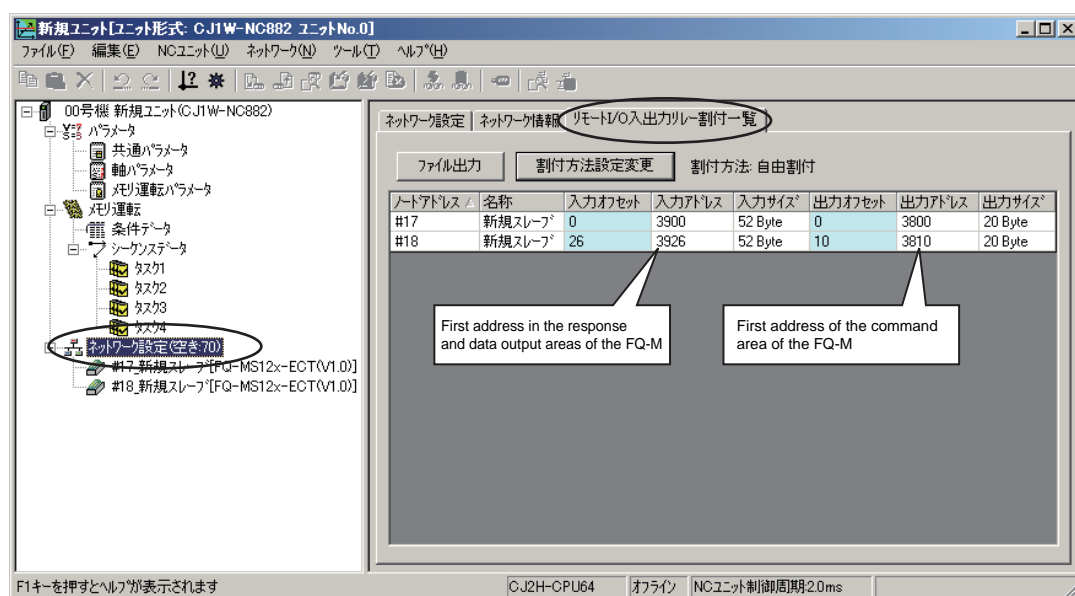 新規ユニット[ユニット形式: CJ1W-NC882 ユニットNo.0]
ファイル(F) 編集(E) NCユニット(U) ネットワーク(N) ツール(T) ヘルプ(H)
00号機 新規ユニット(CJ1W-NC882)
パラメータ
共通パラメータ
軸パラメータ
メモリ運転パラメータ
メモリ運転
条件データ
シーケンスデータ
タスク1
タスク2
タスク3
タスク4
ネットワーク設定(空き:70)
#17_新規スレーブ[FQ-MS12x-ECT(V1.0)]
#18_新規スレーブ[FQ-MS12x-ECT(V1.0)]
ネットワーク設定 ネットワーク情報 リモートI/O入出力リレー割付一覧
ファイル出力 割付方法設定変更 割付方法: 自由割付
ノードアドレス 名称 入力オフセット 入力アドレス 入力サイズ 出力オフセット 出力アドレス 出力サイズ
#17 新規スレーブ 0 3900 52 Byte 0 3800 20 Byte
#18 新規スレーブ 26 3926 52 Byte 10 3810 20 Byte
First address in the response
and data output areas of the FQ-M
First address of the command
area of the FQ-M
F1キーを押すとヘルプが表示されます CJ2H-CPU64 オフライン NCユニット制御周期:2.0ms